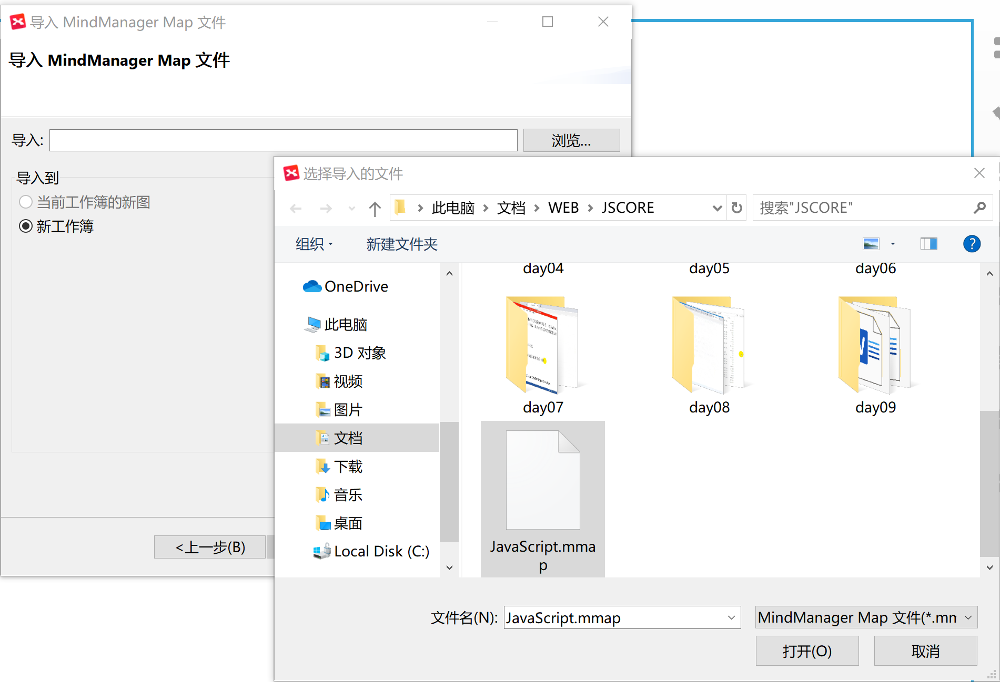 导入 MindManager Map 文件
导入 MindManager Map 文件
导入:
浏览...
导入到
当前工作簿的新图
新工作簿
<上一步(B)
选择导入的文件
此电脑 文档 WEB JSCORE
搜索"JSCORE"
组织
新建文件夹
OneDrive
此电脑
3D 对象
视频
图片
文档
下载
音乐
桌面
Local Disk (C:)
day04
day05
day06
day07
day08
day09
JavaScript.mma
p
文件名(N):
JavaScript.mmap
MindManager Map 文件(*.mm
打开(O)
取消